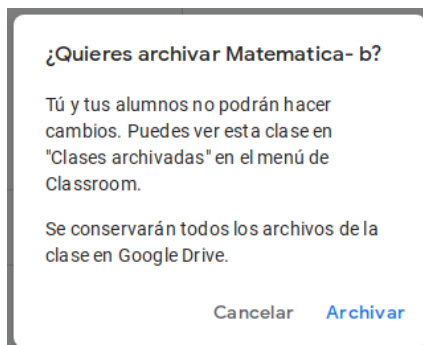 ¿Quieres archivar Matematica- b?
Tú y tus alumnos no podrán hacer
cambios. Puedes ver esta clase en
"Clases archivadas" en el menú de
Classroom.
Se conservarán todos los archivos de la
clase en Google Drive.
Cancelar Archivar